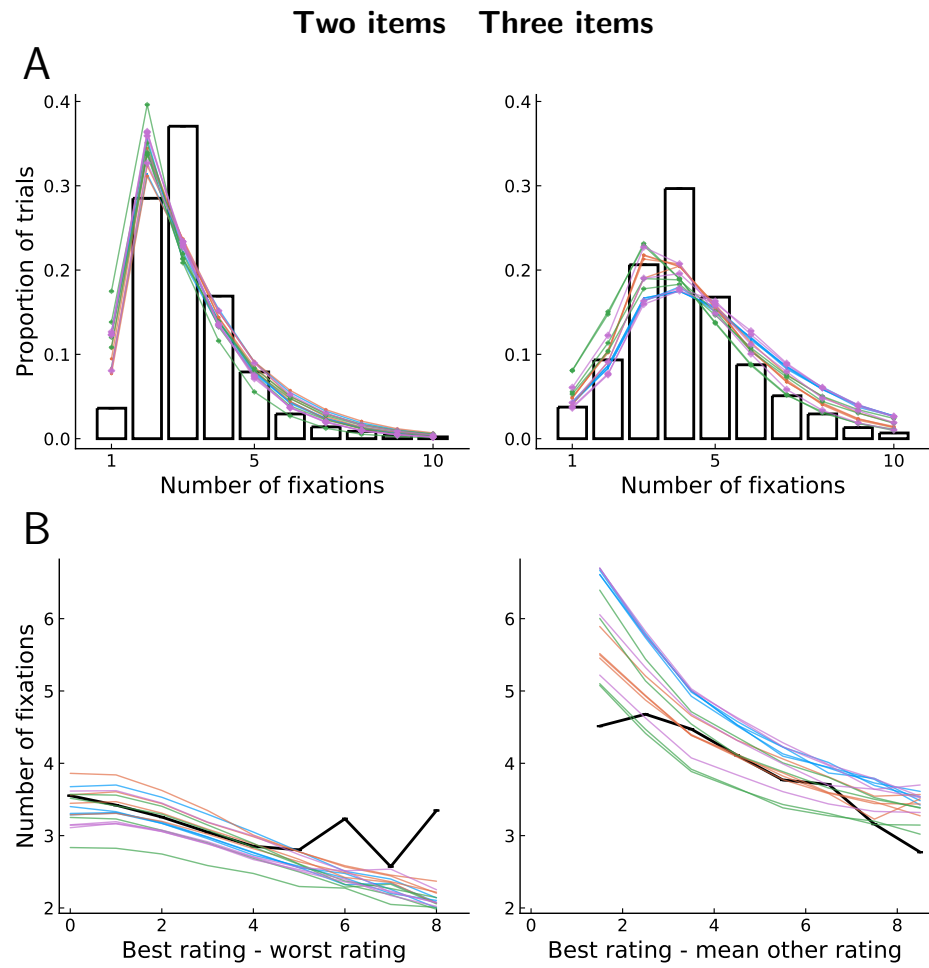 Two items Three items
A
Proportion of trials
0.4
0.3
0.2
0.1
0.0
1 5 10
Number of fixations
0.4
0.3
0.2
0.1
0.0
1 5 10
Number of fixations
B
Number of fixations
6
5
4
3
2
0 2 4 6 8
Best rating - worst rating
6
5
4
3
2
0 2 4 6 8
Best rating - mean other rating